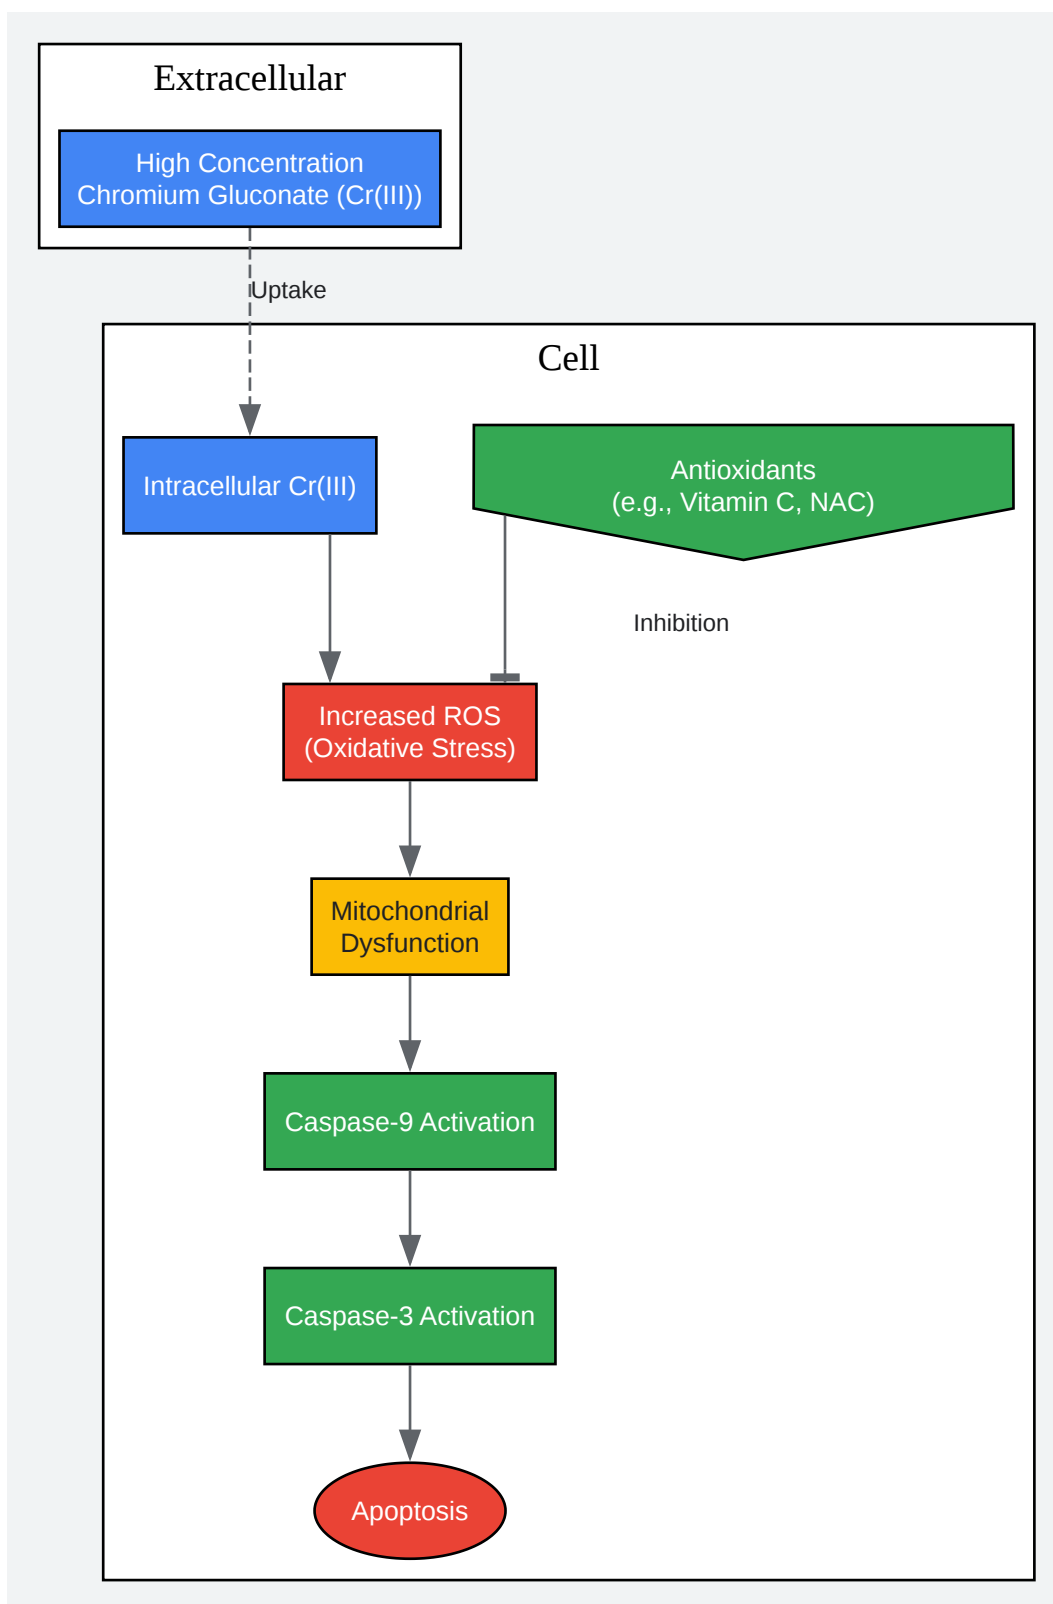 Extracellular
High Concentration
Chromium Gluconate (Cr(III))
Uptake
Cell
Intracellular Cr(III)
Antioxidants
(e.g., Vitamin C, NAC)
Inhibition
Increased ROS
(Oxidative Stress)
Mitochondrial
Dysfunction
Caspase-9 Activation
Caspase-3 Activation
Apoptosis